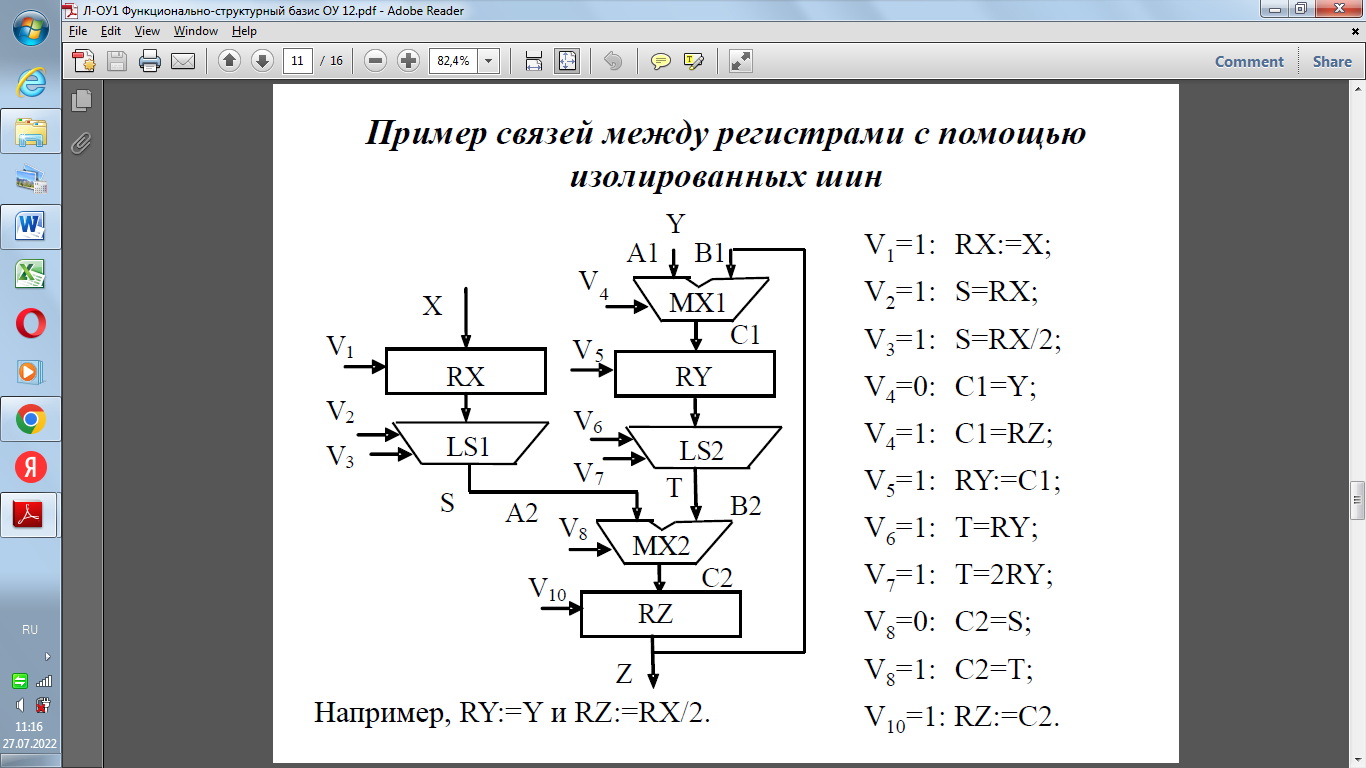 Л-ОУ1 Функционально-структурный базис ОУ 12.pdf - Adobe Reader
File Edit View Window Help
11 / 16 82,4% Comment Share
Пример связей между регистрами с помощью
изолированных шин
Y
A1 B1
V4 MX1
X C1
V1 V5
RX RY
V2 V6
LS1 LS2
V3 V7
S A2 T B2
V8 MX2
C2
V10
RZ
Z
Например, RY:=Y и RZ:=RX/2.
V1=1: RX:=X;
V2=1: S=RX;
V3=1: S=RX/2;
V4=0: C1=Y;
V4=1: C1=RZ;
V5=1: RY:=C1;
V6=1: T=RY;
V7=1: T=2RY;
V8=0: C2=S;
V8=1: C2=T;
V10=1: RZ:=C2.
RU
11:16
27.07.2022